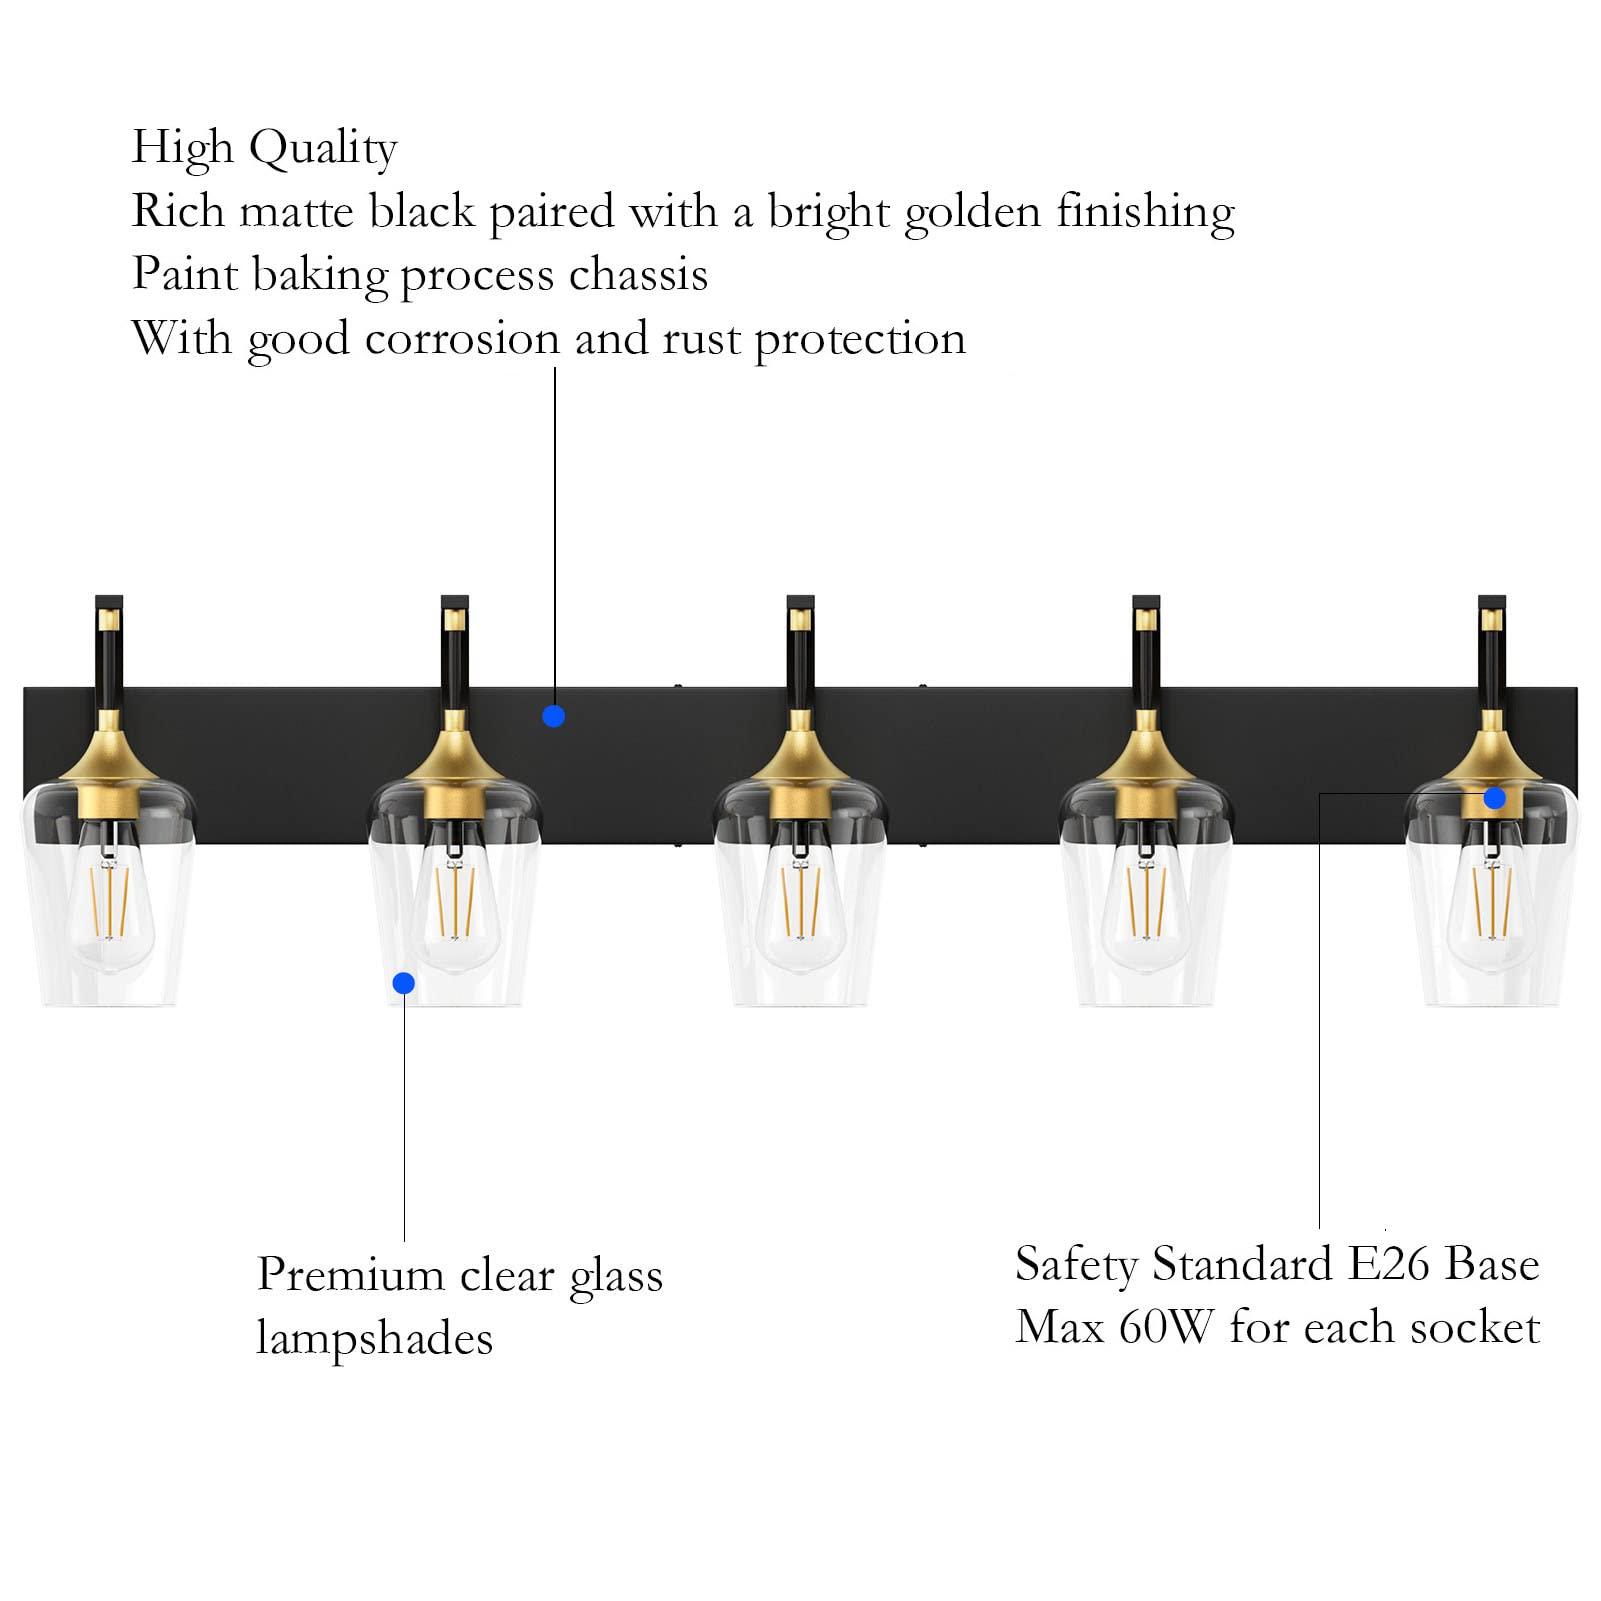 High Quality
Rich matte black paired with a bright golden finishing
Paint baking process chassis
With good corrosion and rust protection
Premium clear glass
lampshades
Safety Standard E26 Base
Max 60W for each socket